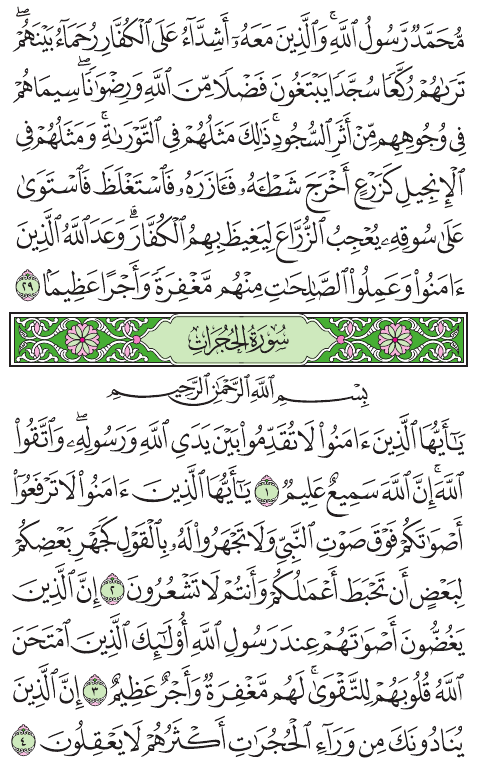 مُّحَمَّدٌ رَّسُولُ ٱللَّهِۚ وَٱلَّذِينَ مَعَهُۥٓ أَشِدَّآءُ عَلَى ٱلْكُفَّارِ رُحَمَآءُ بَيْنَهُمْۖ
تَرَىٰهُمْ رُكَّعًا سُجَّدًا يَبْتَغُونَ فَضْلًا مِّنَ ٱللَّهِ وَرِضْوَٰنًاۖ سِيمَاهُمْ
فِى وُجُوهِهِم مِّنْ أَثَرِ ٱلسُّجُودِۚ ذَٰلِكَ مَثَلُهُمْ فِى ٱلتَّوْرَىٰةِۚ وَمَثَلُهُمْ فِى
ٱلْإِنجِيلِ كَزَرْعٍ أَخْرَجَ شَطْـَٔهُۥ فَـَٔازَرَهُۥ فَٱسْتَغْلَظَ فَٱسْتَوَىٰ
عَلَىٰ سُوقِهِۦ يُعْجِبُ ٱلزُّرَّاعَ لِيَغِيظَ بِهِمُ ٱلْكُفَّارَۗ وَعَدَ ٱللَّهُ ٱلَّذِينَ
ءَامَنُوا۟ وَعَمِلُوا۟ ٱلصَّٰلِحَٰتِ مِنْهُم مَّغْفِرَةً وَأَجْرًا عَظِيمًۢا ٢٩
سُورَةُ الحُجُرَاتِ
بِسْمِ ٱللَّهِ ٱلرَّحْمَٰنِ ٱلرَّحِيمِ
يَٰٓأَيُّهَا ٱلَّذِينَ ءَامَنُوا۟ لَا تُقَدِّمُوا۟ بَيْنَ يَدَىِ ٱللَّهِ وَرَسُولِهِۦۖ وَٱتَّقُوا۟
ٱللَّهَۚ إِنَّ ٱللَّهَ سَمِيعٌ عَلِيمٌ ١ يَٰٓأَيُّهَا ٱلَّذِينَ ءَامَنُوا۟ لَا تَرْفَعُوٓا۟
أَصْوَٰتَكُمْ فَوْقَ صَوْتِ ٱلنَّبِىِّ وَلَا تَجْهَرُوا۟ لَهُۥ بِٱلْقَوْلِ كَجَهْرِ بَعْضِكُمْ
لِبَعْضٍ أَن تَحْبَطَ أَعْمَٰلُكُمْ وَأَنتُمْ لَا تَشْعُرُونَ ٢ إِنَّ ٱلَّذِينَ
يَغُضُّونَ أَصْوَٰتَهُمْ عِندَ رَسُولِ ٱللَّهِ أُو۟لَٰٓئِكَ ٱلَّذِينَ ٱمْتَحَنَ
ٱللَّهُ قُلُوبَهُمْ لِلتَّقْوَىٰۚ لَهُم مَّغْفِرَةٌ وَأَجْرٌ عَظِيمٌ ٣ إِنَّ ٱلَّذِينَ
يُنَادُونَكَ مِن وَرَآءِ ٱلْحُجُرَٰتِ أَكْثَرُهُمْ لَا يَعْقِلُونَ ٤